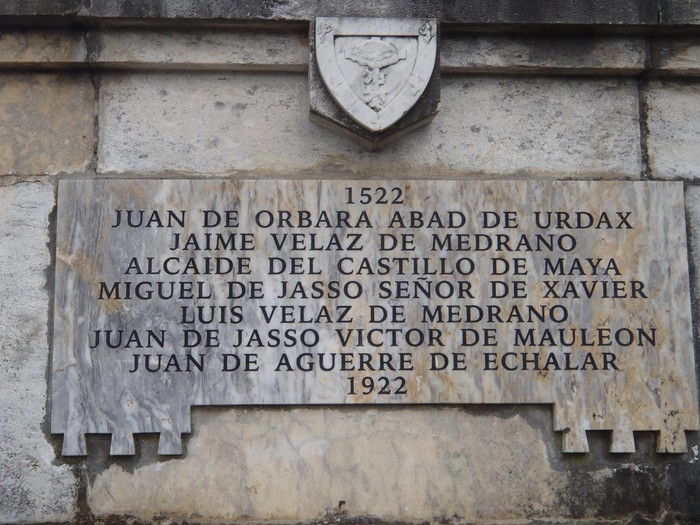 1522
JUAN DE ORBARA ABAD DE URDAX
JAIME VELAZ DE MEDRANO
ALCAIDE DEL CASTILLO DE MAYA
MIGUEL DE JASSO SEÑOR DE XAVIER
LUIS VELAZ DE MEDRANO
JUAN DE JASSO VICTOR DE MAULEON
JUAN DE AGUERRE DE ECHALAR
1922